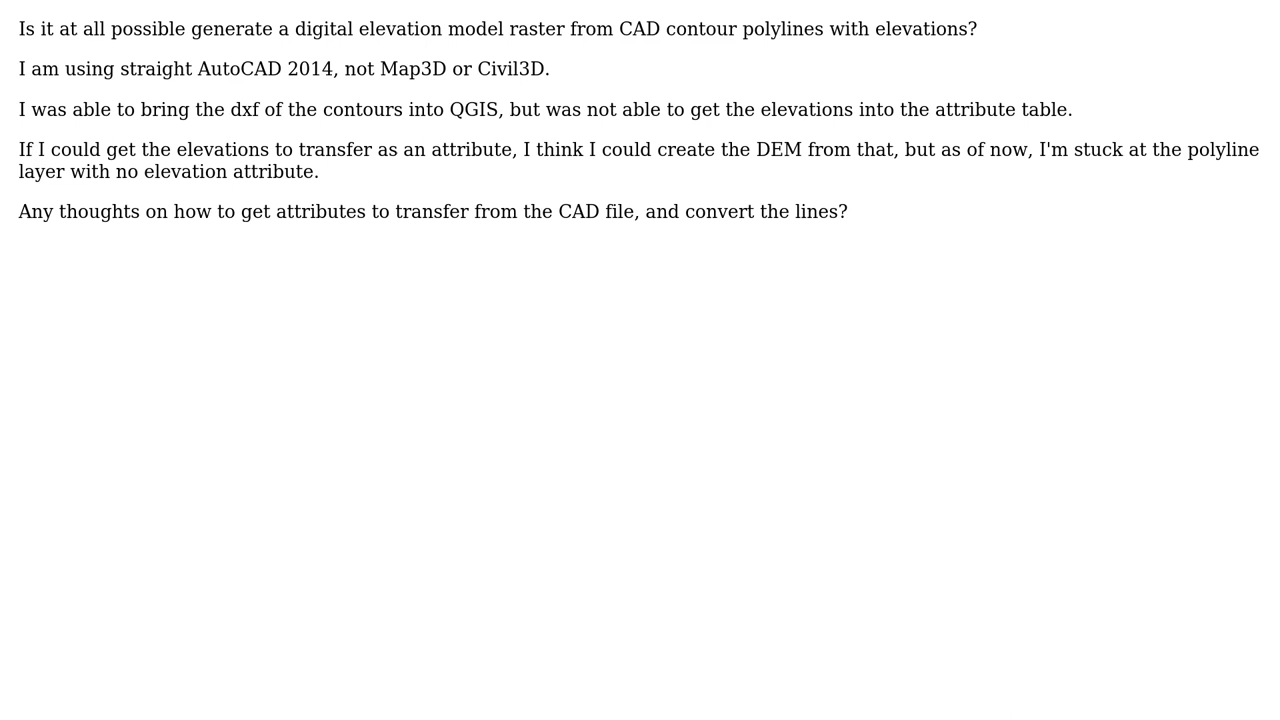 Is it at all possible generate a digital elevation model raster from CAD contour polylines with elevations?
I am using straight AutoCAD 2014, not Map3D or Civil3D.
I was able to bring the dxf of the contours into QGIS, but was not able to get the elevations into the attribute table.
If I could get the elevations to transfer as an attribute, I think I could create the DEM from that, but as of now, I'm stuck at the polyline
layer with no elevation attribute.
Any thoughts on how to get attributes to transfer from the CAD file, and convert the lines?